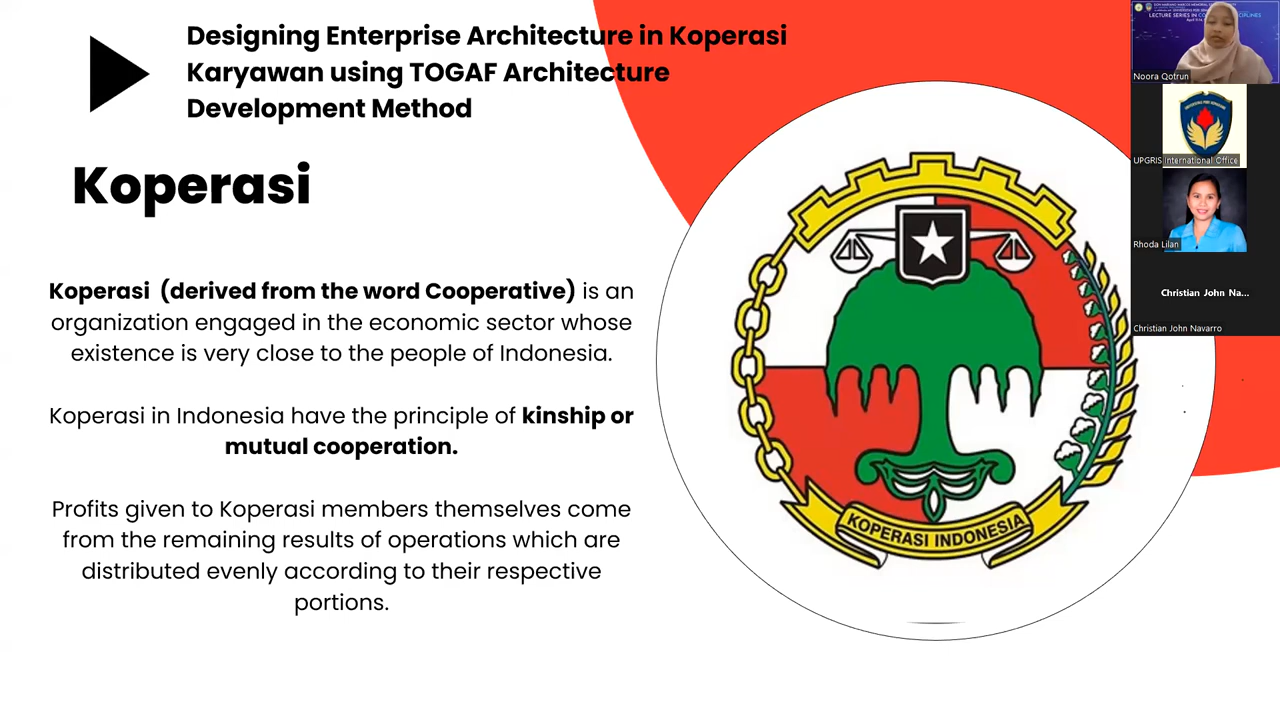 Designing Enterprise Architecture in Koperasi
Karyawan using TOGAF Architecture
Development Method
Koperasi
Koperasi (derived from the word Cooperative) is an
organization engaged in the economic sector whose
existence is very close to the people of Indonesia.
Koperasi in Indonesia have the principle of kinship or
mutual cooperation.
Profits given to Koperasi members themselves come
from the remaining results of operations which are
distributed evenly according to their respective
portions.
KOPERASI INDONESIA
LECTURE SERIES IN
Noora Qotrun
UPGRIS International Office
Rhoda Lilan
Christian John Na...
Christian John Navarro